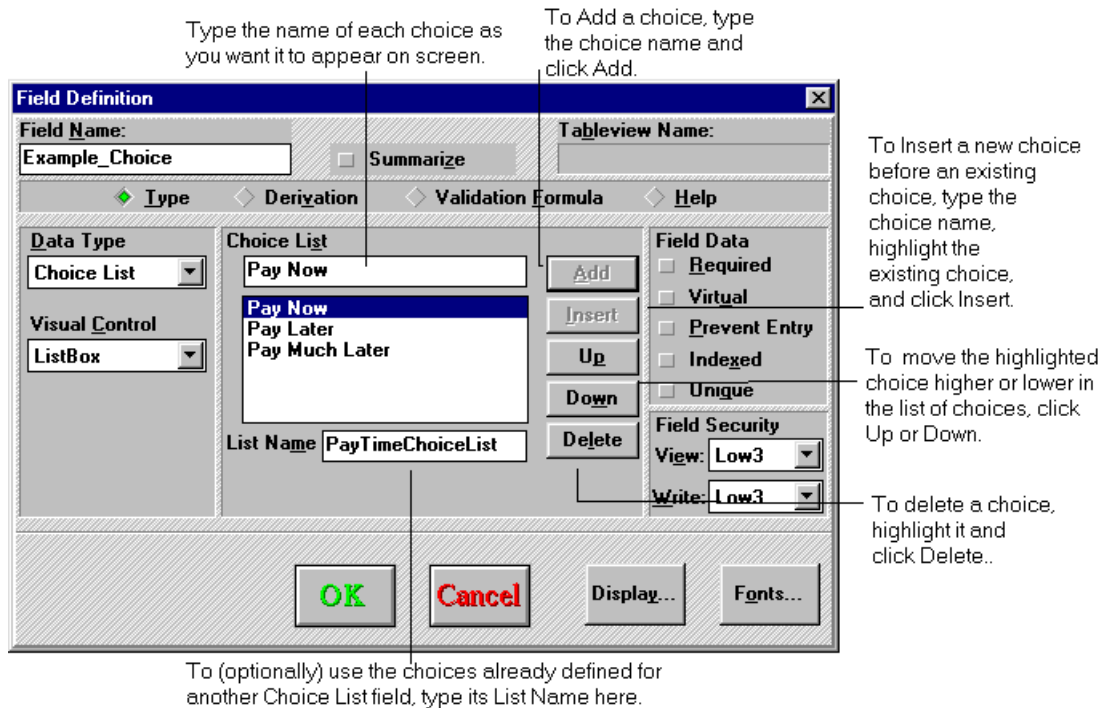 Type the name of each choice as
you want it to appear on screen.
To Add a choice, type
the choice name and
click Add.
Field Definition
Field Name:
Tableview Name:
Example_Choice
Summarize
Type
Derivation
Validation Formula
Help
Data Type
Choice List
Visual Control
ListBox
Choice List
Pay Now
Pay Now
Pay Later
Pay Much Later
List Name
PayTimeChoiceList
Add
Insert
Up
Down
Delete
Field Data
Required
Virtual
Prevent Entry
Indexed
Unique
Field Security
View:
Low3
Write:
Low3
OK
Cancel
Display...
Fonts...
To Insert a new choice
before an existing
choice, type the
choice name,
highlight the
existing choice,
and click Insert.
To move the highlighted
choice higher or lower in
the list of choices, click
Up or Down.
To delete a choice,
highlight it and
click Delete..
To (optionally) use the choices already defined for
another Choice List field, type its List Name here.